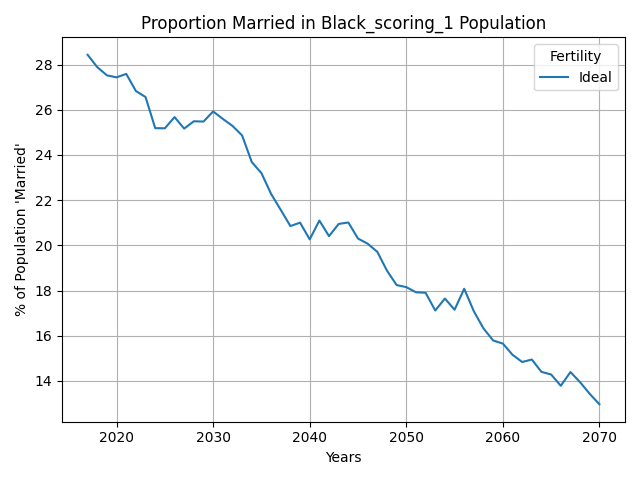 Proportion Married in Black_scoring_1 Population
Fertility
Ideal
% of Population 'Married'
28
26
24
22
20
18
16
14
2020 2030 2040 2050 2060 2070
Years